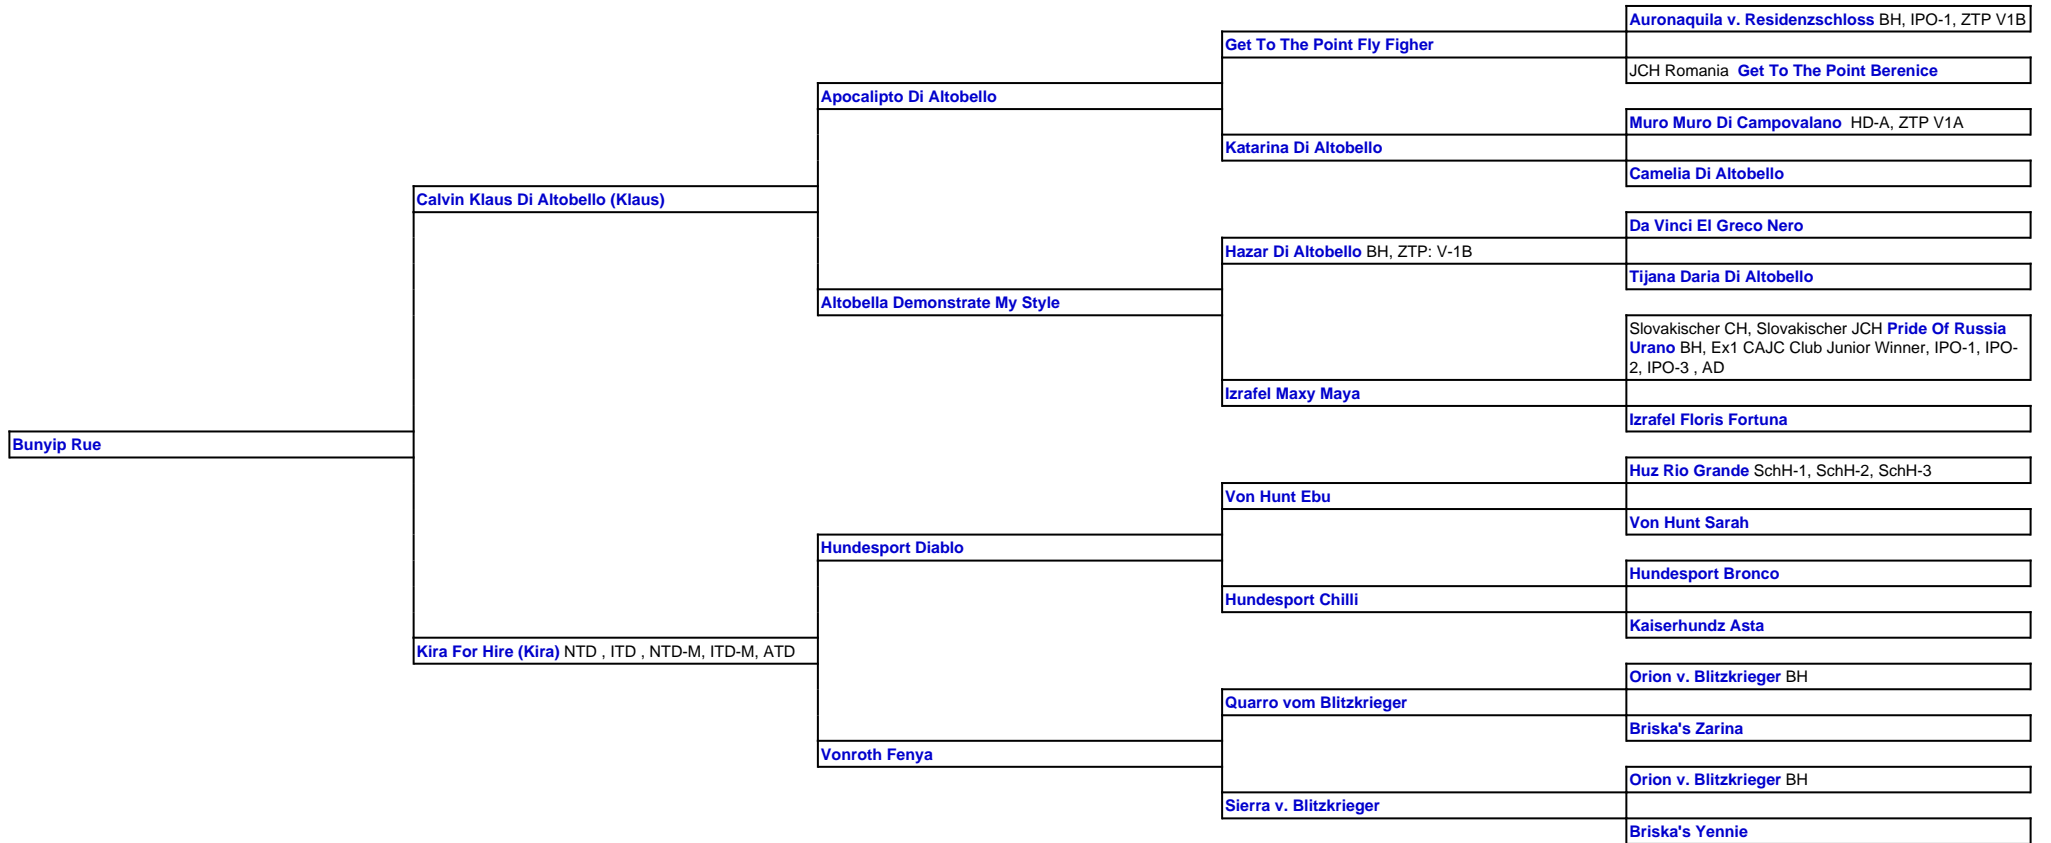 Auronaquila v. Residenzschloss BH, IPO-1, ZTP V1B
Get To The Point Fly Figher
JCH Romania  Get To The Point Berenice
Apocalipto Di Altobello
Muro Muro Di Campovalano  HD-A, ZTP V1A
Katarina Di Altobello
Camelia Di Altobello
Calvin Klaus Di Altobello (Klaus)
Da Vinci El Greco Nero
Hazar Di Altobello BH, ZTP: V-1B
Tijana Daria Di Altobello
Altobella Demonstrate My Style
Slovakischer CH, Slovakischer JCH Pride Of Russia
Urano BH, Ex1 CAJC Club Junior Winner, IPO-1, IPO-
2, IPO-3 , AD
Izrafel Maxy Maya
Izrafel Floris Fortuna
Bunyip Rue
Huz Rio Grande SchH-1, SchH-2, SchH-3
Von Hunt Ebu
Von Hunt Sarah
Hundesport Diablo
Hundesport Bronco
Hundesport Chilli
Kaiserhundz Asta
Kira For Hire (Kira) NTD , ITD , NTD-M, ITD-M, ATD
Orion v. Blitzkrieger BH
Quarro vom Blitzkrieger
Briska's Zarina
Vonroth Fenya
Orion v. Blitzkrieger BH
Sierra v. Blitzkrieger
Briska's Yennie